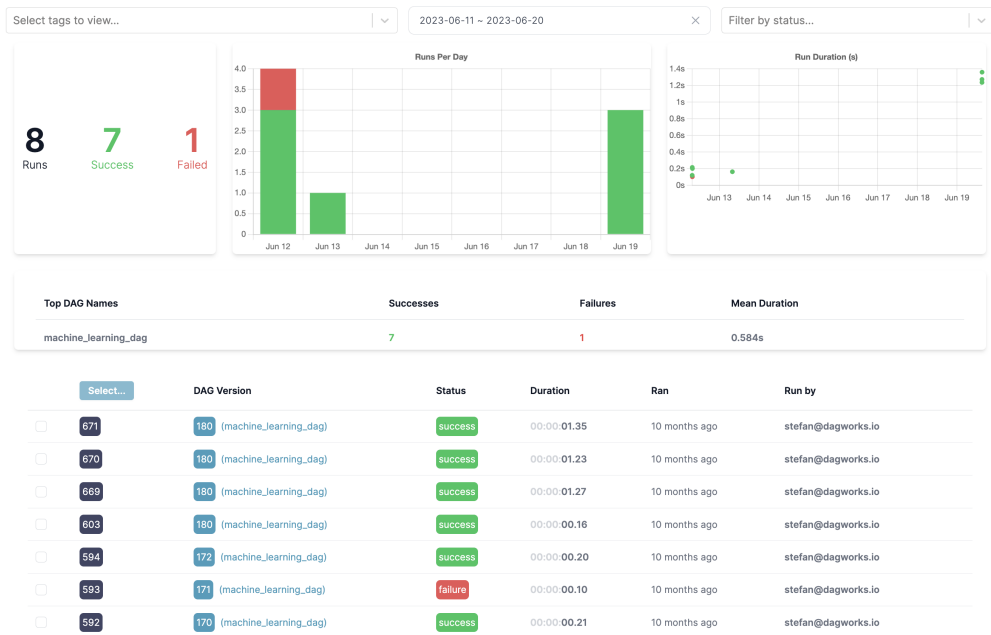 Select tags to view...
2023-06-11 ~ 2023-06-20
Filter by status...
8
Runs
7
Success
1
Failed
Runs Per Day
4.0
3.5
3.0
2.5
2.0
1.5
1.0
0.5
0
Jun 12 Jun 13 Jun 14 Jun 15 Jun 16 Jun 17 Jun 18 Jun 19
Run Duration (s)
1.4s
1.2s
1s
0.8s
0.6s
0.4s
0.2s
0s
Jun 13 Jun 14 Jun 15 Jun 16 Jun 17 Jun 18 Jun 19
Top DAG Names Successes Failures Mean Duration
machine_learning_dag 7 1 0.584s
Select... DAG Version Status Duration Ran Run by
671 180 (machine_learning_dag) success 00:00:01.35 10 months ago stefan@dagworks.io
670 180 (machine_learning_dag) success 00:00:01.23 10 months ago stefan@dagworks.io
669 180 (machine_learning_dag) success 00:00:01.27 10 months ago stefan@dagworks.io
603 180 (machine_learning_dag) success 00:00:00.16 10 months ago stefan@dagworks.io
594 172 (machine_learning_dag) success 00:00:00.20 10 months ago stefan@dagworks.io
593 171 (machine_learning_dag) failure 00:00:00.10 10 months ago stefan@dagworks.io
592 170 (machine_learning_dag) success 00:00:00.21 10 months ago stefan@dagworks.io